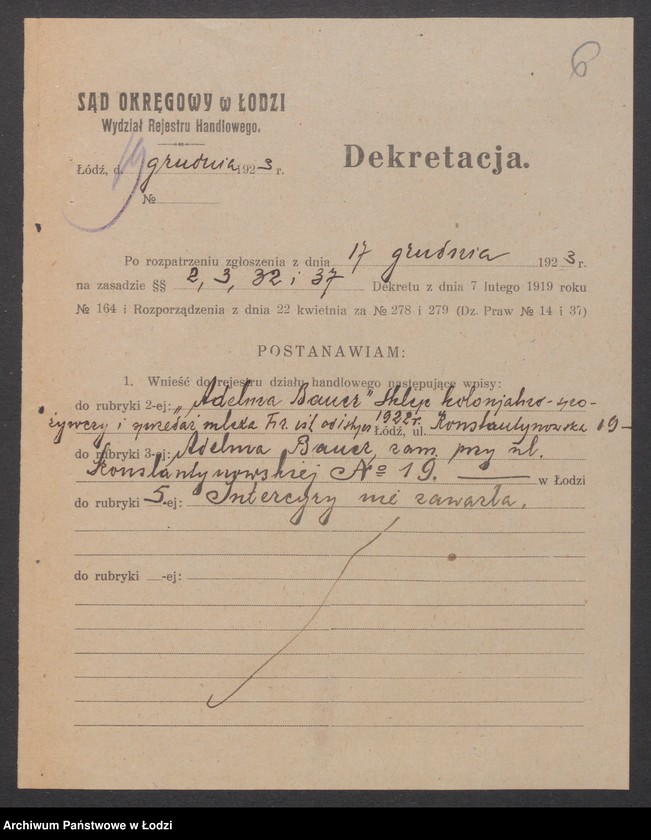 6
SĄD OKRĘGOWY w ŁODZI
Wydział Rejestru Handlowego.
Dekretacja.
Łódź, d. 19 grudnia 1923 r.
№
Po rozpatrzeniu zgłoszenia z dnia 17 grudnia 1923 r.
na zasadzie §§ 2, 3, 32 i 37 Dekretu z dnia 7 lutego 1919 roku
№ 164 i Rozporządzenia z dnia 22 kwietnia za № 278 i 279 (Dz. Praw № 14 i 37)
POSTANAWIAM:
1. Wnieść do rejestru działu handlowego następujące wpisy:
do rubryki 2-ej: „Adelma Bauer" Sklep kolonjalno-spo-
żywczy i sprzedaż mleka 1922 r. Łódź, ul. Konstantynowska 19 –
do rubryki 3-ej: Adelma Bauer, zam. przy ul.
Konstantynowskiej № 19. w Łodzi
do rubryki 5-ej: Intercyzy nie zawarła.
do rubryki -ej:
Archiwum Państwowe w Łodzi